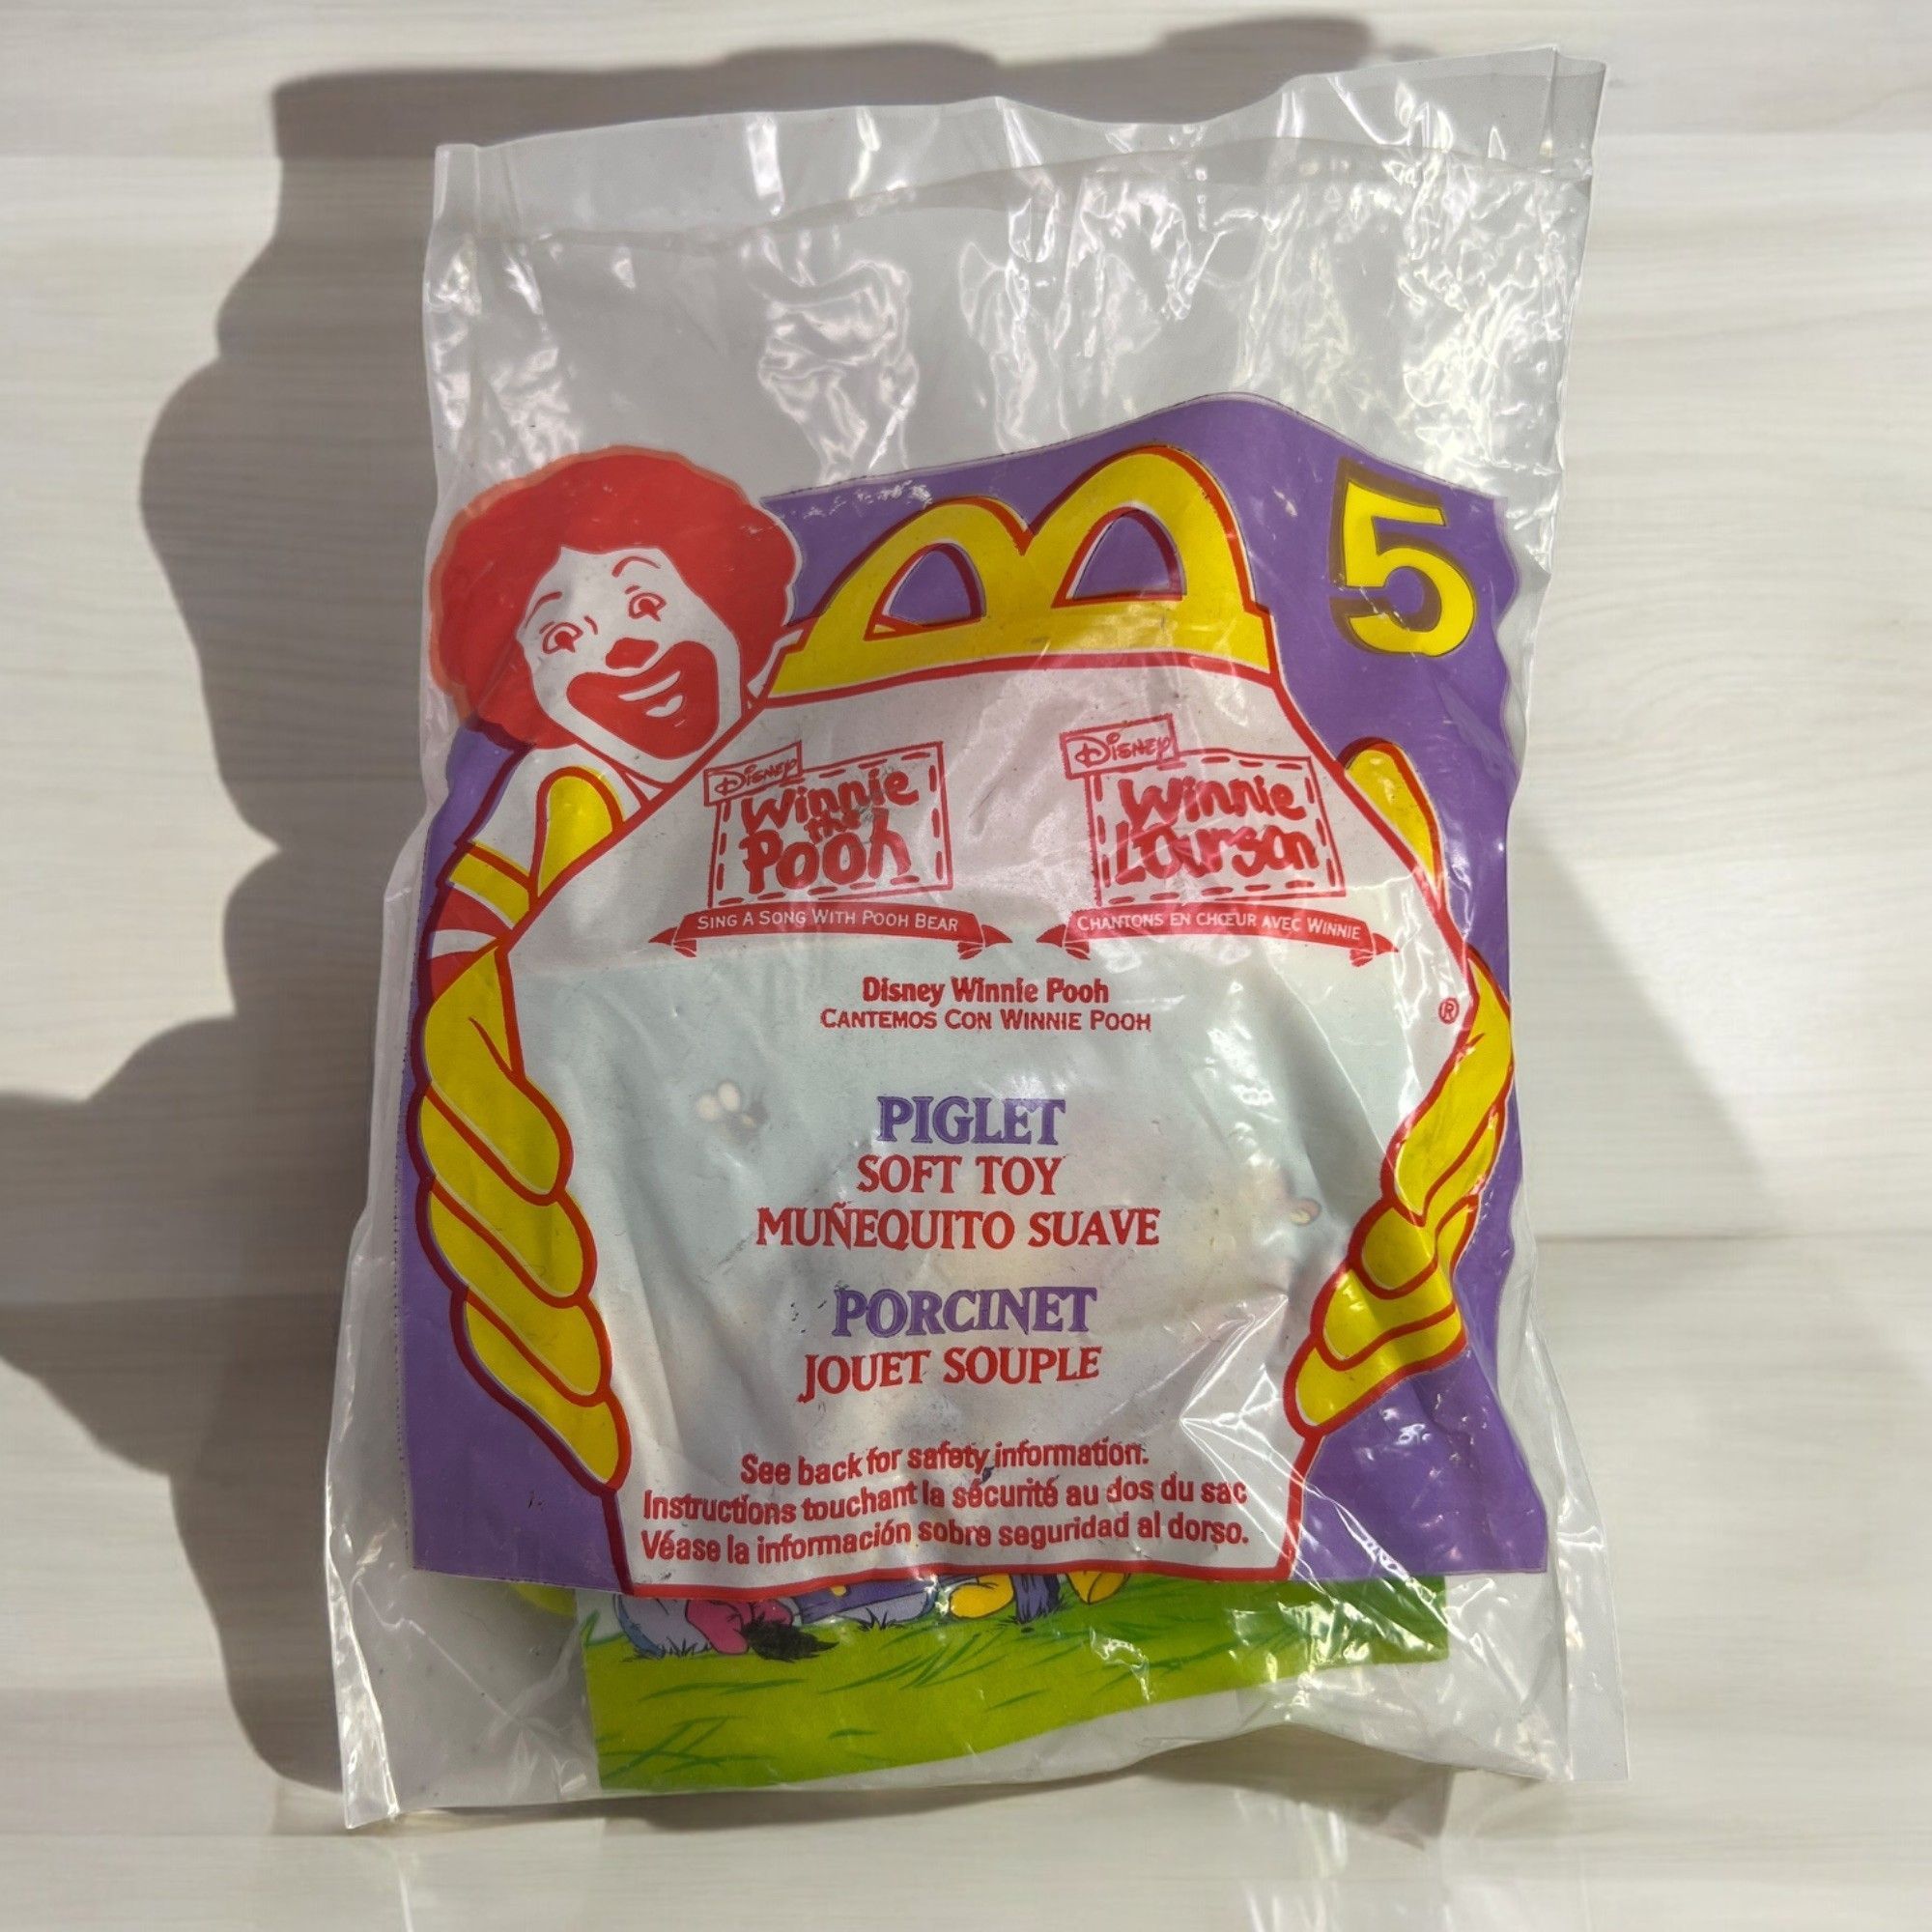 5
Disney
Winnie
the
Pooh
SING A SONG WITH POOH BEAR
Disney
Winnie
Lourson
CHANTONS EN CHŒUR AVEC WINNIE
Disney Winnie Pooh
CANTEMOS CON WINNIE POOH
®
PIGLET
SOFT TOY
MUÑEQUITO SUAVE
PORCINET
JOUET SOUPLE
See back for safety information.
Instructions touchant la sécurité au dos du sac
Véase la información sobre seguridad al dorso.